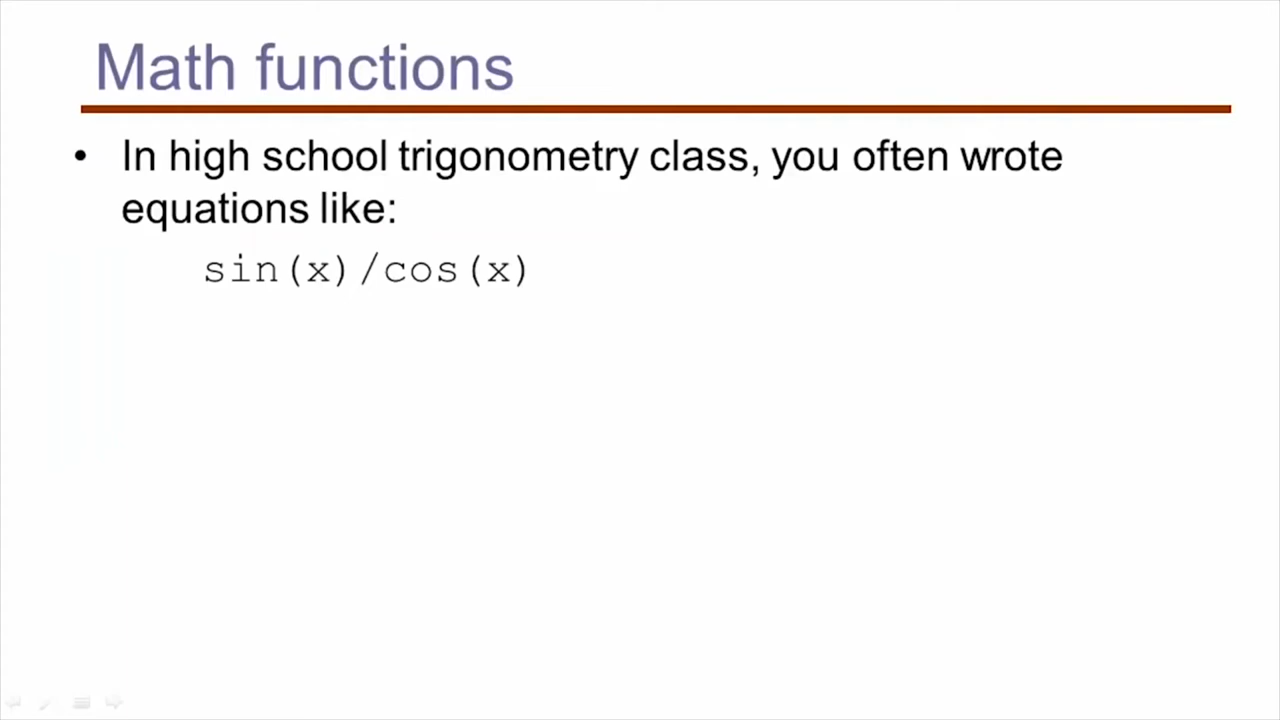 Math functions
• In high school trigonometry class, you often wrote
equations like:
sin(x)/cos(x)